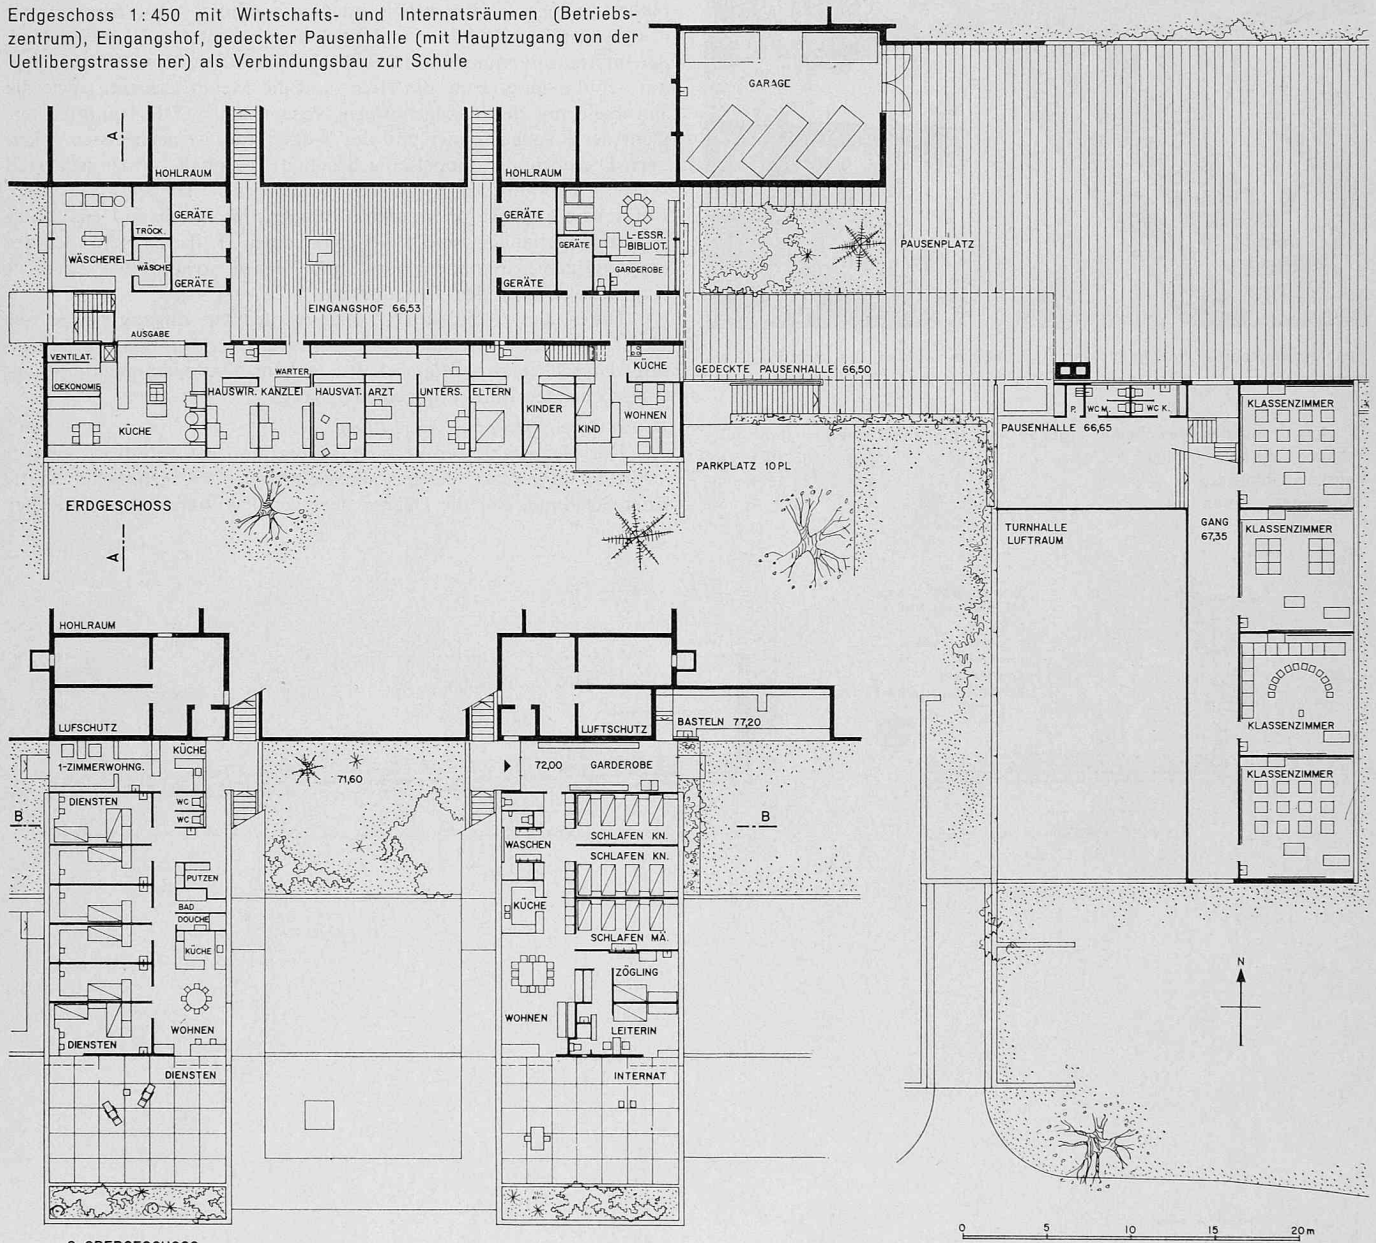 Erdgeschoss 1:450 mit Wirtschafts- und Internatsräumen (Betriebs-
zentrum), Eingangshof, gedeckter Pausenhalle (mit Hauptzugang von der
Uetlibergstrasse her) als Verbindungsbau zur Schule
GARAGE
A
HOHLRAUM
HOHLRAUM
GERÄTE
GERÄTE
TRÖCK.
L-ESSR.
BIBLIOT.
WÄSCHEREI
WÄSCHE
GERÄTE
PAUSENPLATZ
GERÄTE
GERÄTE
GARDEROBE
EINGANGSHOF 66,53
AUSGABE
VENTILAT.
OEKONOMIE
KÜCHE
HAUSWIR.
KANZLEI
WARTER.
HAUSVAT.
ARZT
UNTERS.
ELTERN
KINDER
KIND
KÜCHE
WOHNEN
GEDECKTE PAUSENHALLE 66,50
P.
WC M.
WC K.
KLASSENZIMMER
PAUSENHALLE 66,65
PARKPLATZ 10 PL
ERDGESCHOSS
A
TURNHALLE
LUFTRAUM
GANG
67,35
KLASSENZIMMER
HOHLRAUM
LUFSCHUTZ
LUFTSCHUTZ
BASTELN 77,20
KLASSENZIMMER
KÜCHE
1-ZIMMERWOHNG.
71,60
72,00
GARDEROBE
KLASSENZIMMER
DIENSTEN
WC
WC
B
B
SCHLAFEN KN.
WASCHEN
SCHLAFEN KN.
PUTZEN
BAD
DOUCHE
KÜCHE
KÜCHE
SCHLAFEN MÄ.
ZÖGLING
N
WOHNEN
WOHNEN
LEITERIN
DIENSTEN
DIENSTEN
INTERNAT
0 5 10 15 20 m